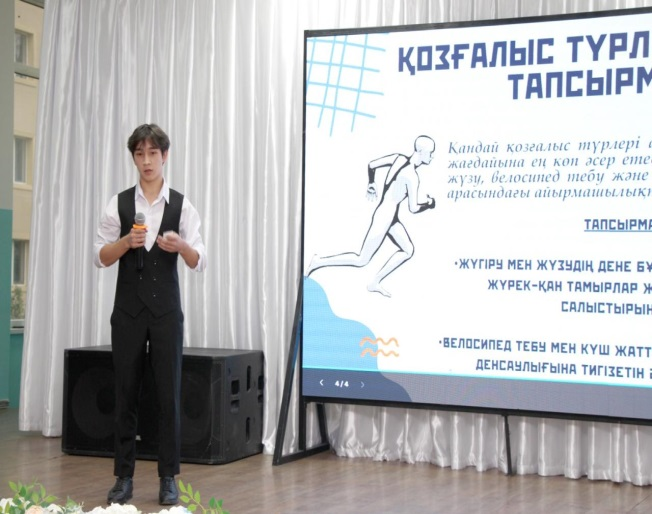 ҚОЗҒАЛЫС ТҮРЛ
ТАПСЫРМ
Қандай қозғалыс түрлері
жағдайына ең көп әсер етед
жүзу, велосипед тебу және
арасындағы айырмашылық
ТАПСЫРМА
•ЖҮГІРУ МЕН ЖҮЗУДІҢ ДЕНЕ БҰ
ЖҮРЕК-ҚАН ТАМЫРЛАР Ж
САЛЫСТЫРЫҢ
•ВЕЛОСИПЕД ТЕБУ МЕН КҮШ ЖАТТ
ДЕНСАУЛЫҒЫНА ТИГІЗЕТІН
4/4